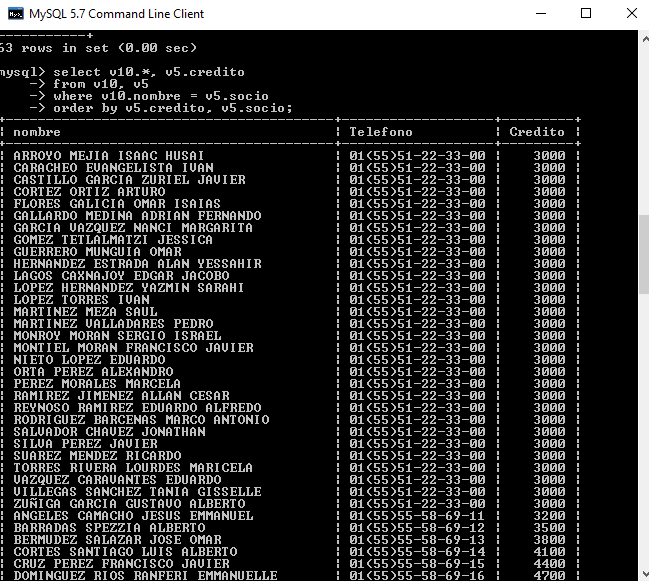 MySQL 5.7 Command Line Client
-----------+
63 rows in set (0.00 sec)
mysql> select v10.*, v5.credito
-> from v10, v5
-> where v10.nombre = v5.socio
-> order by v5.credito, v5.socio;
| nombre | Telefono | Credito |
| ARROYO MEJIA ISAAC HUSAI | 01(55)51-22-33-00 | 3000 |
| CARACHEO EVANGELISTA IVAN | 01(55)51-22-33-00 | 3000 |
| CASTILLO GARCIA ZURIEL JAVIER | 01(55)51-22-33-00 | 3000 |
| CORTEZ ORTIZ ARTURO | 01(55)51-22-33-00 | 3000 |
| FLORES GALICIA OMAR ISAIAS | 01(55)51-22-33-00 | 3000 |
| GALLARDO MEDINA ADRIAN FERNANDO | 01(55)51-22-33-00 | 3000 |
| GARCIA VAZQUEZ NANCI MARGARITA | 01(55)51-22-33-00 | 3000 |
| GOMEZ TETLALMATZI JESSICA | 01(55)51-22-33-00 | 3000 |
| GUERRERO MUNGUIA OMAR | 01(55)51-22-33-00 | 3000 |
| HERNANDEZ ESTRADA ALAN YESSAHIR | 01(55)51-22-33-00 | 3000 |
| LAGOS CAXNAJOY EDGAR JACOBO | 01(55)51-22-33-00 | 3000 |
| LOPEZ HERNANDEZ YAZMIN SARAHI | 01(55)51-22-33-00 | 3000 |
| LOPEZ TORRES IVAN | 01(55)51-22-33-00 | 3000 |
| MARTINEZ MEZA SAUL | 01(55)51-22-33-00 | 3000 |
| MARTINEZ VALLADARES PEDRO | 01(55)51-22-33-00 | 3000 |
| MONROY MORAN SERGIO ISRAEL | 01(55)51-22-33-00 | 3000 |
| MONTIEL MORAN FRANCISCO JAVIER | 01(55)51-22-33-00 | 3000 |
| NIETO LOPEZ EDUARDO | 01(55)51-22-33-00 | 3000 |
| ORTA PEREZ ALEXANDRO | 01(55)51-22-33-00 | 3000 |
| PEREZ MORALES MARCELA | 01(55)51-22-33-00 | 3000 |
| RAMIREZ JIMENEZ ALLAN CESAR | 01(55)51-22-33-00 | 3000 |
| REYNOSO RAMIREZ EDUARDO ALFREDO | 01(55)51-22-33-00 | 3000 |
| RODRIGUEZ BARCENAS MARCO ANTONIO | 01(55)51-22-33-00 | 3000 |
| SALVADOR CHAVEZ JONATHAN | 01(55)51-22-33-00 | 3000 |
| SILVA PEREZ JAVIER | 01(55)51-22-33-00 | 3000 |
| SUAREZ MENDEZ RICARDO | 01(55)51-22-33-00 | 3000 |
| TORRES RIVERA LOURDES MARICELA | 01(55)51-22-33-00 | 3000 |
| VAZQUEZ CARAVANTES EDUARDO | 01(55)51-22-33-00 | 3000 |
| VILLEGAS SANCHEZ TANIA GISSELLE | 01(55)51-22-33-00 | 3000 |
| ZUÑIGA GARCIA GUSTAVO ALBERTO | 01(55)51-22-33-00 | 3000 |
| ANGELES CAMACHO JESUS EMMANUEL | 01(55)55-58-69-11 | 3200 |
| BARRADAS SPEZZIA ALBERTO | 01(55)55-58-69-12 | 3500 |
| BERMUDEZ SALAZAR JOSE OMAR | 01(55)55-58-69-13 | 3800 |
| CORTES SANTIAGO LUIS ALBERTO | 01(55)55-58-69-14 | 4100 |
| CRUZ PEREZ FRANCISCO JAVIER | 01(55)55-58-69-15 | 4400 |
| DOMINGUEZ RIOS RANFERI EMMANUELLE | 01(55)55-58-69-16 | 4700 |